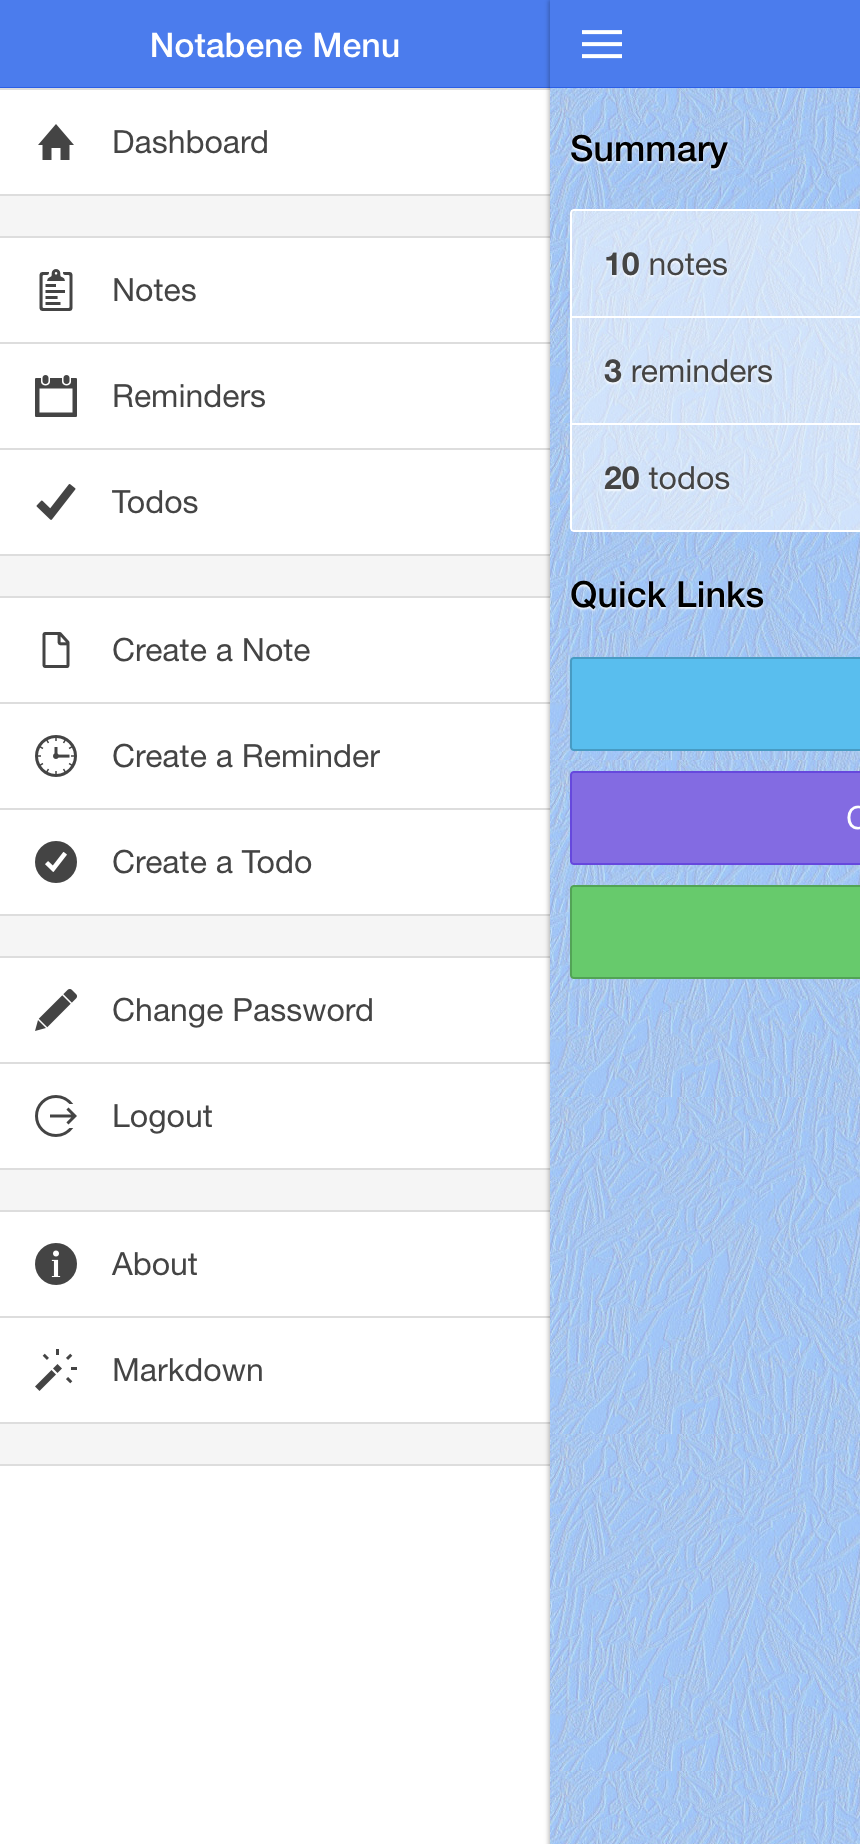 Notabene Menu
Dashboard
Notes
Reminders
Todos
Create a Note
Create a Reminder
Create a Todo
Change Password
Logout
About
Markdown
Summary
10 notes
3 reminders
20 todos
Quick Links